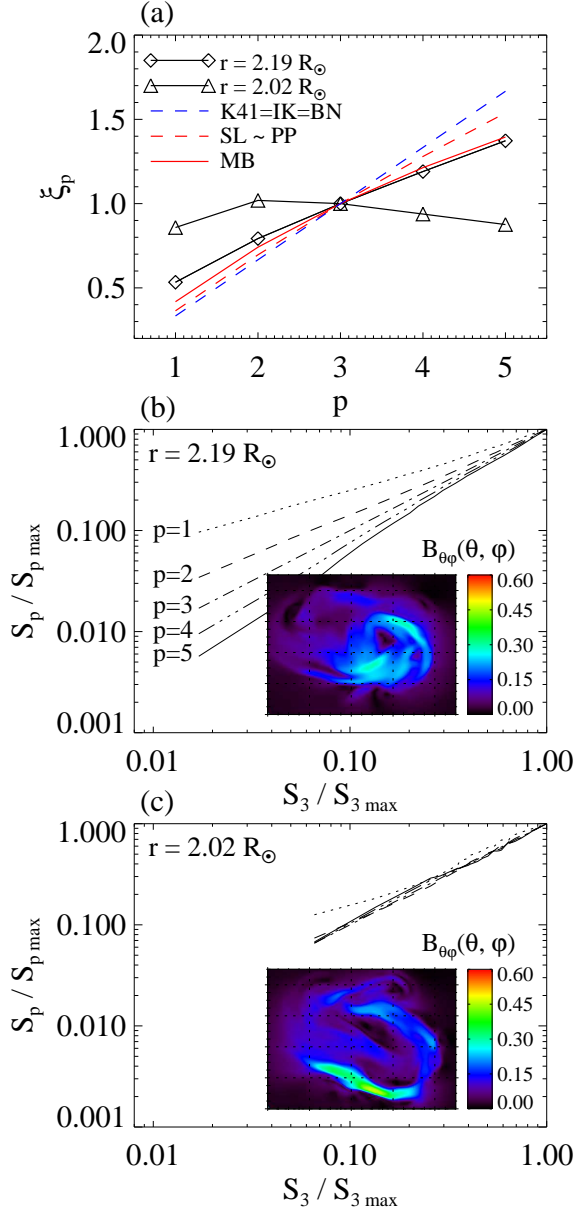 (a)
2.0
1.5
1.0
0.5
ξp
r = 2.19 R⊙
r = 2.02 R⊙
K41=IK=BN
SL ~ PP
MB
1 2 3 4 5
p
(b)
1.000
0.100
0.010
0.001
Sp / Sp max
r = 2.19 R⊙
p=1
p=2
p=3
p=4
p=5
Bθφ(θ, φ)
0.60
0.45
0.30
0.15
0.00
0.01 0.10 1.00
S3 / S3 max
(c)
1.000
0.100
0.010
0.001
Sp / Sp max
r = 2.02 R⊙
Bθφ(θ, φ)
0.60
0.45
0.30
0.15
0.00
0.01 0.10 1.00
S3 / S3 max